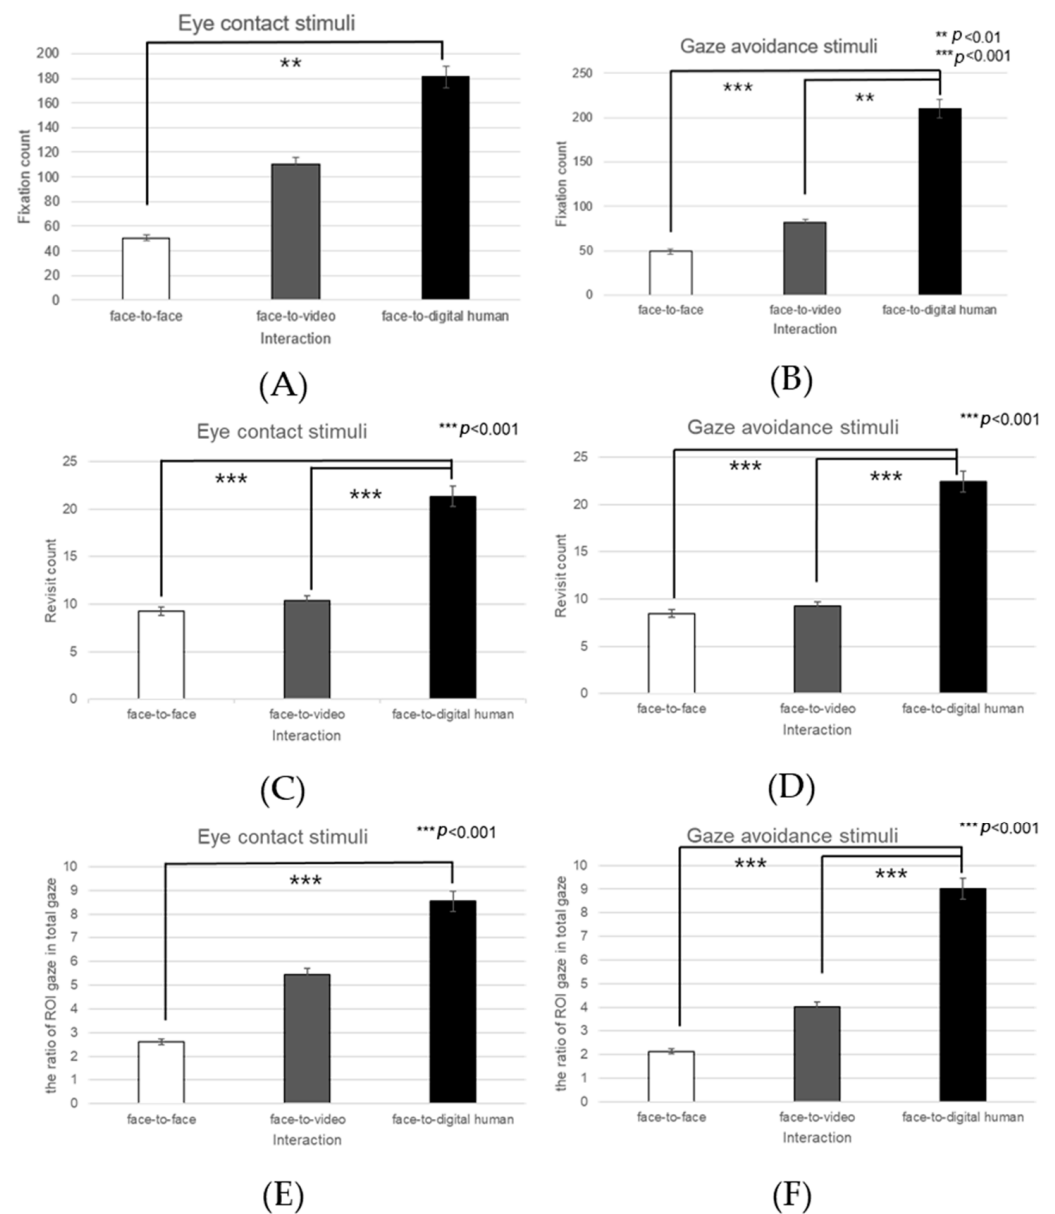 Eye contact stimuli
200
180
160
140
120
100
80
60
40
20
0
Fixation count
**
face-to-face face-to-video face-to-digital human
Interaction
(A)
Gaze avoidance stimuli
** p<0.01
***p<0.001
250
200
150
100
50
0
Fixation count
***
**
face-to-face face-to-video face-to-digital human
Interaction
(B)
Eye contact stimuli
***p<0.001
25
20
15
10
5
0
Revisit count
***
***
face-to-face face-to-video face-to-digital human
Interaction
(C)
Gaze avoidance stimuli
***p<0.001
25
20
15
10
5
0
Revisit count
***
***
face-to-face face-to-video face-to-digital human
Interaction
(D)
Eye contact stimuli
***p<0.001
10
9
8
7
6
5
4
3
2
1
0
the ratio of ROI gaze in total gaze
***
face-to-face face-to-video face-to-digital human
Interaction
(E)
Gaze avoidance stimuli
***p<0.001
10
9
8
7
6
5
4
3
2
1
0
the ratio of ROI gaze in total gaze
***
***
face-to-face face-to-video face-to-digital human
Interaction
(F)